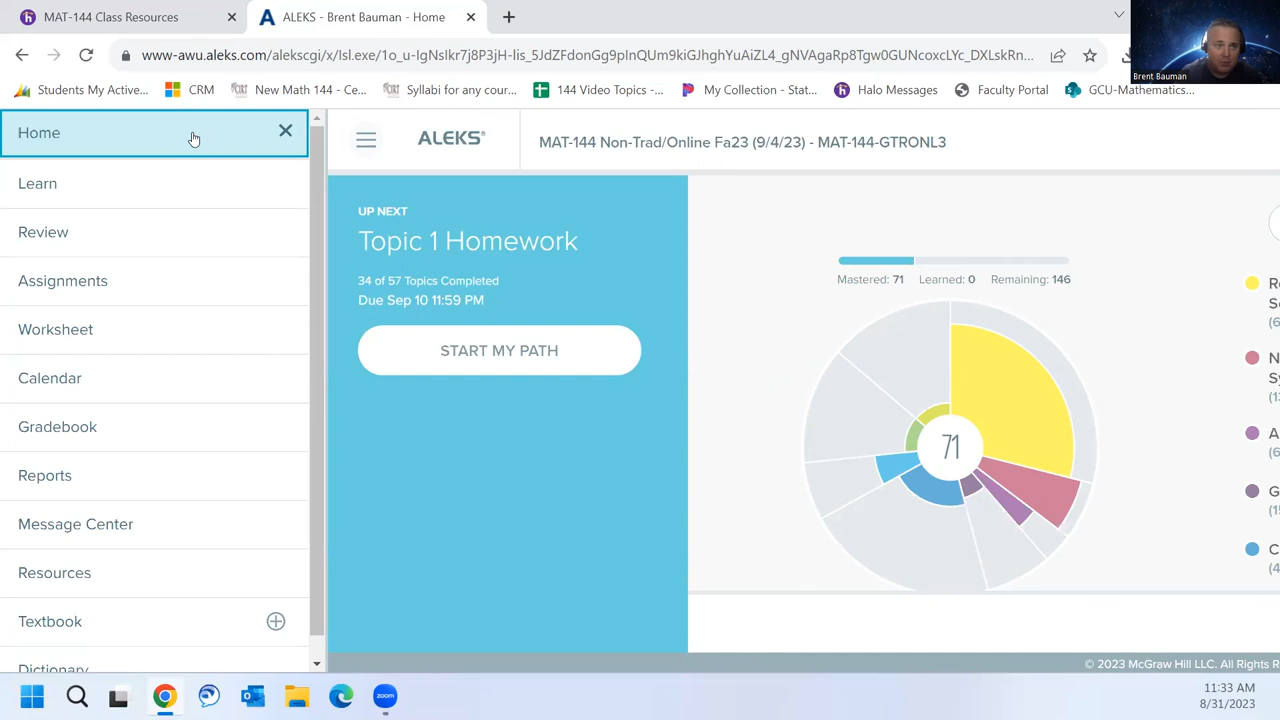 MAT-144 Class Resources
ALEKS - Brent Bauman - Home
www-awu.aleks.com/alekscgi/x/Isl.exe/1o_u-IgNsIkr7j8P3jH-lis_5JdZFdonGg9pInQUm9kiGJhghYuAiZL4_gNVAgaRp8Tgw0GUNcoxcLYc_DXLskRn...
Brent Bauman
Students My Active...
CRM
New Math 144 - Ce...
Syllabi for any cour...
144 Video Topics -...
My Collection - Stat...
Halo Messages
Faculty Portal
GCU-Mathematics...
Home
Learn
Review
Assignments
Worksheet
Calendar
Gradebook
Reports
Message Center
Resources
Textbook
Dictionary
ALEKS®
MAT-144 Non-Trad/Online Fa23 (9/4/23) - MAT-144-GTRONL3
UP NEXT
Topic 1 Homework
34 of 57 Topics Completed
Due Sep 10 11:59 PM
START MY PATH
Mastered: 71 Learned: 0 Remaining: 146
71
© 2023 McGraw Hill LLC. All Rights R
zoom
11:33 AM
8/31/2023